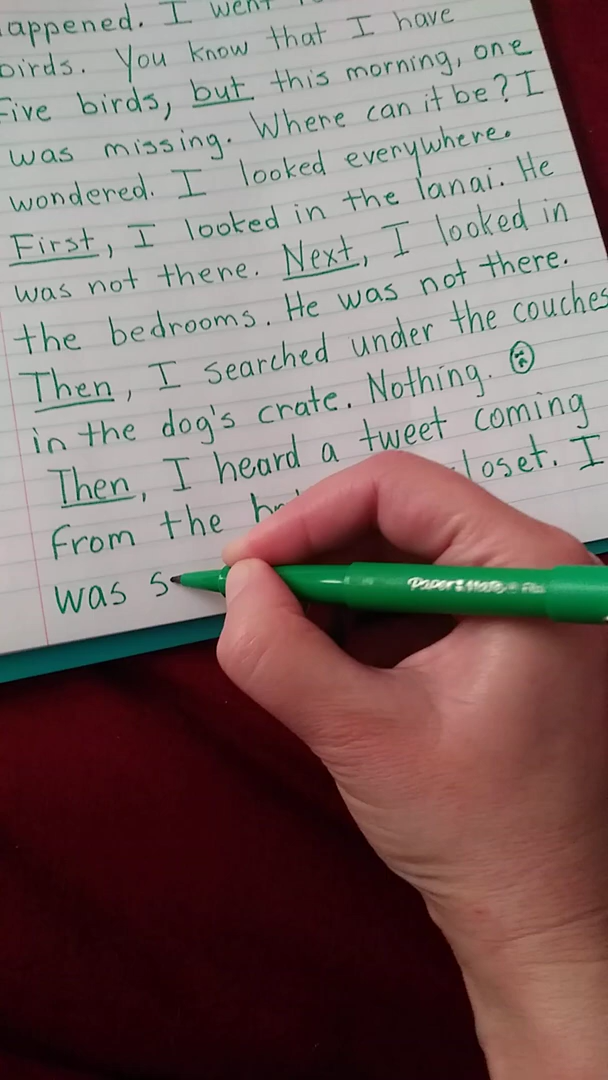 appened. I went
birds. You know that I have
five birds, but this morning, one
was missing. Where can it be? I
wondered. I looked everywhere.
First, I looked in the lanai. He
was not there. Next, I looked in
the bedrooms. He was not there.
Then, I searched under the couches
in the dog's crate. Nothing.
Then, I heard a tweet coming
from the loset. I
was s
Paper Mate